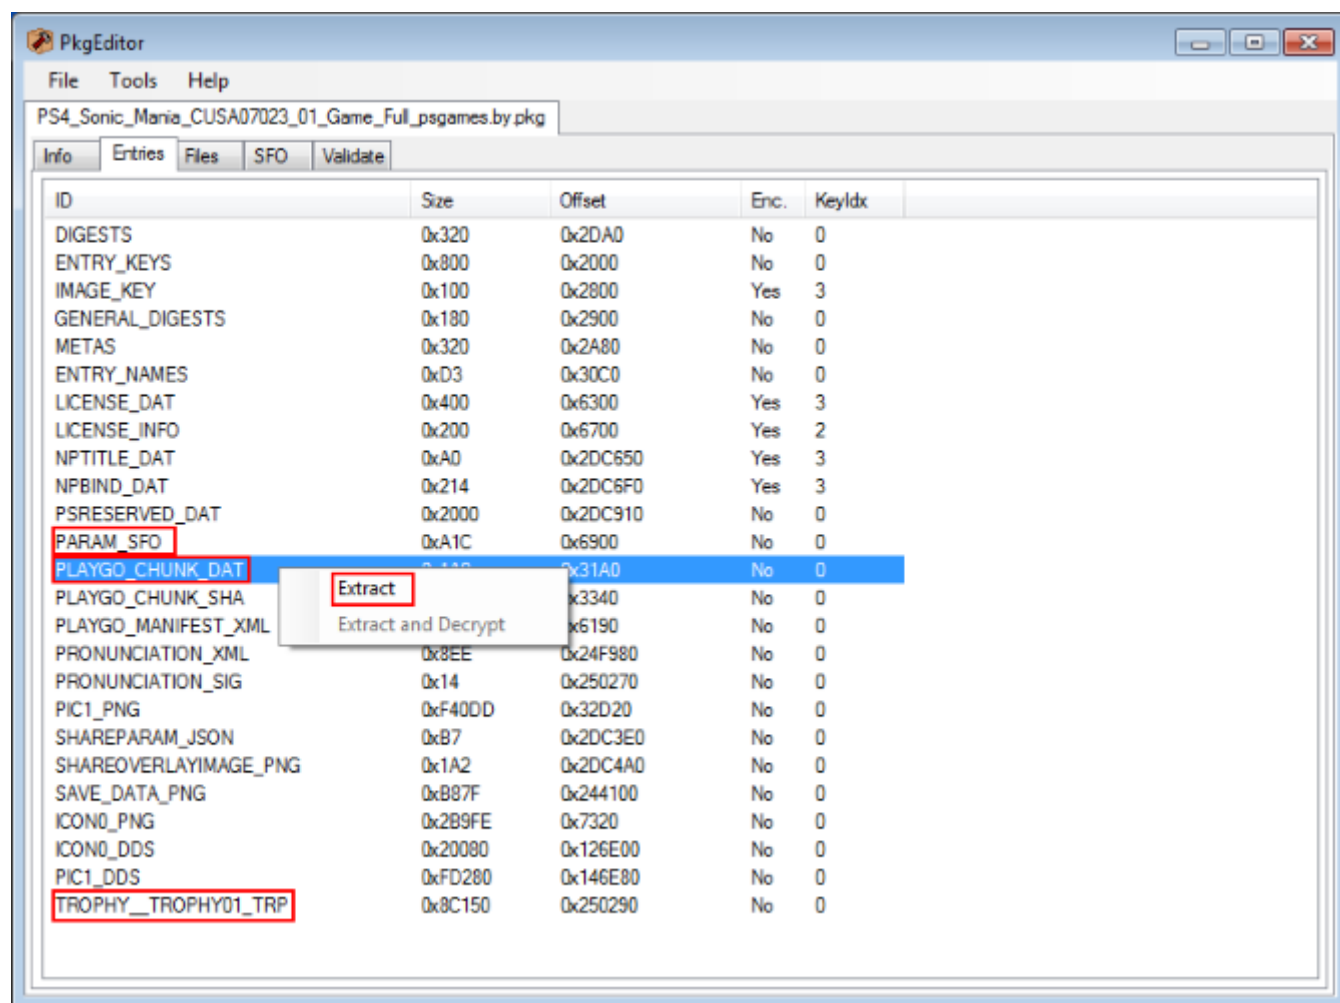 PkgEditor
File Tools Help
PS4_Sonic_Mania_CUSA07023_01_Game_Full_psgames.by.pkg
Info Entries Files SFO Validate
ID Size Offset Enc. KeyIdx
DIGESTS 0x320 0x2DA0 No 0
ENTRY_KEYS 0x800 0x2000 No 0
IMAGE_KEY 0x100 0x2800 Yes 3
GENERAL_DIGESTS 0x180 0x2900 No 0
METAS 0x320 0x2A80 No 0
ENTRY_NAMES 0xD3 0x30C0 No 0
LICENSE_DAT 0x400 0x6300 Yes 3
LICENSE_INFO 0x200 0x6700 Yes 2
NPTITLE_DAT 0xA0 0x2DC650 Yes 3
NPBIND_DAT 0x214 0x2DC6F0 Yes 3
PSRESERVED_DAT 0x2000 0x2DC910 No 0
PARAM_SFO 0xA1C 0x6900 No 0
PLAYGO_CHUNK_DAT x31A0 No 0
Extract
PLAYGO_CHUNK_SHA x3340 No 0
PLAYGO_MANIFEST_XML Extract and Decrypt x6190 No 0
PRONUNCIATION_XML 0x8EE 0x24F980 No 0
PRONUNCIATION_SIG 0x14 0x250270 No 0
PIC1_PNG 0xF40DD 0x32D20 No 0
SHAREPARAM_JSON 0xB7 0x2DC3E0 No 0
SHAREOVERLAYIMAGE_PNG 0x1A2 0x2DC4A0 No 0
SAVE_DATA_PNG 0xB87F 0x244100 No 0
ICON0_PNG 0x2B9FE 0x7320 No 0
ICON0_DDS 0x20080 0x126E00 No 0
PIC1_DDS 0xFD280 0x146E80 No 0
TROPHY__TROPHY01_TRP 0x8C150 0x250290 No 0